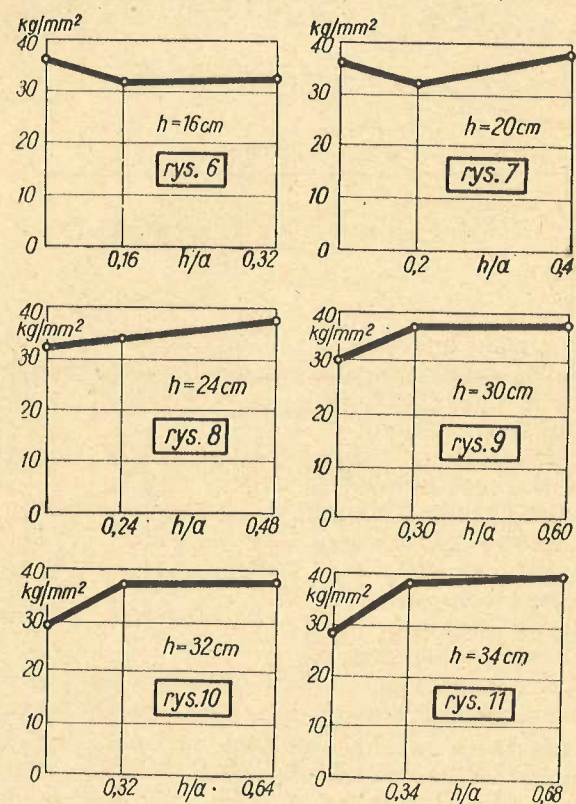 kg/mm²
40
30
20
10
0
h=16cm
rys. 6
0,16 h/a 0,32
kg/mm²
40
30
20
10
0
h=20cm
rys. 7
0,2 h/a 0,4
40
kg/mm²
30
20
10
0
h=24cm
rys. 8
0,24 h/a 0,48
40
kg/mm²
30
20
10
0
h=30cm
rys. 9
0,30 h/a 0,60
40
kg/mm²
30
20
10
0
h=32cm
rys. 10
0,32 h/a 0,64
40
kg/mm²
30
20
10
0
h=34cm
rys. 11
0,34 h/a 0,68